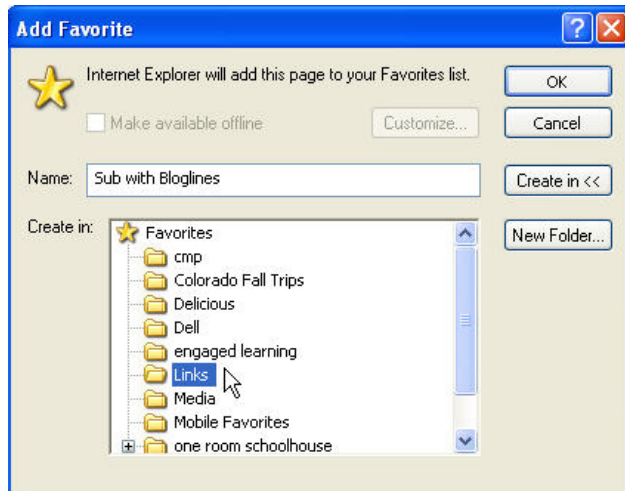 Add Favorite
Internet Explorer will add this page to your Favorites list.
OK
Make available offline
Customize...
Cancel
Name:
Sub with Bloglines
Create in <<
Create in:
Favorites
New Folder...
cmp
Colorado Fall Trips
Delicious
Dell
engaged learning
Links
Media
Mobile Favorites
one room schoolhouse